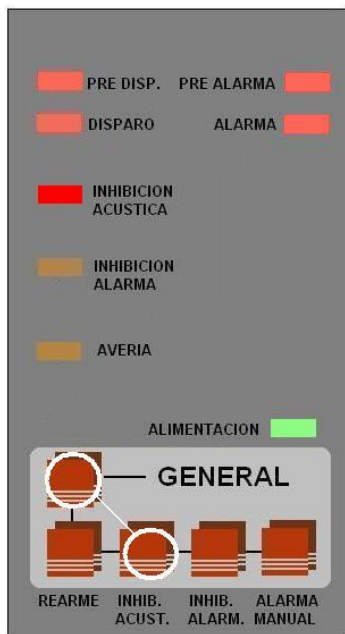 PRE DISP. PRE ALARMA
DISPARO ALARMA
INHIBICION
ACUSTICA
INHIBICION
ALARMA
AVERIA
ALIMENTACION
GENERAL
REARME INHIB. INHIB. ALARMA
ACUST. ALARM. MANUAL